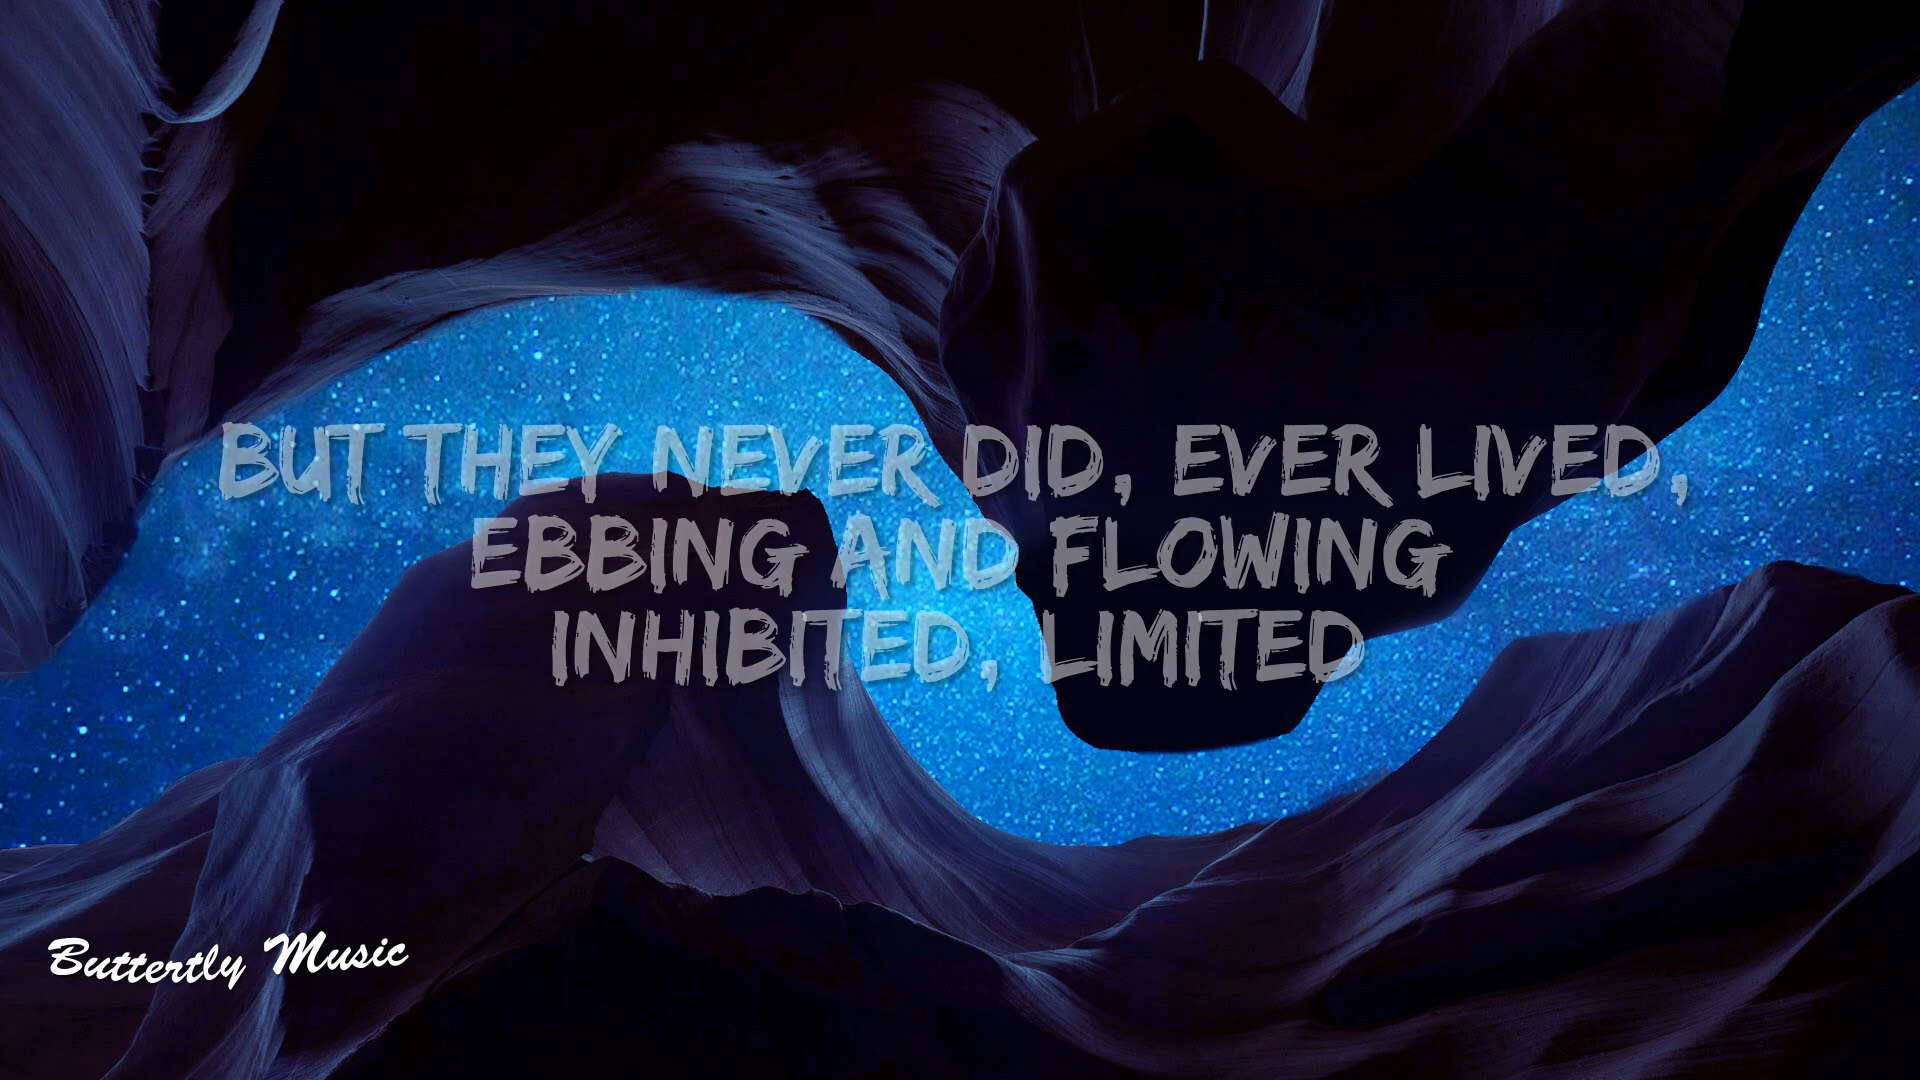 BUT THEY NEVER DID, EVER LIVED,
EBBING AND FLOWING
INHIBITED, LIMITED
Buttertly Music